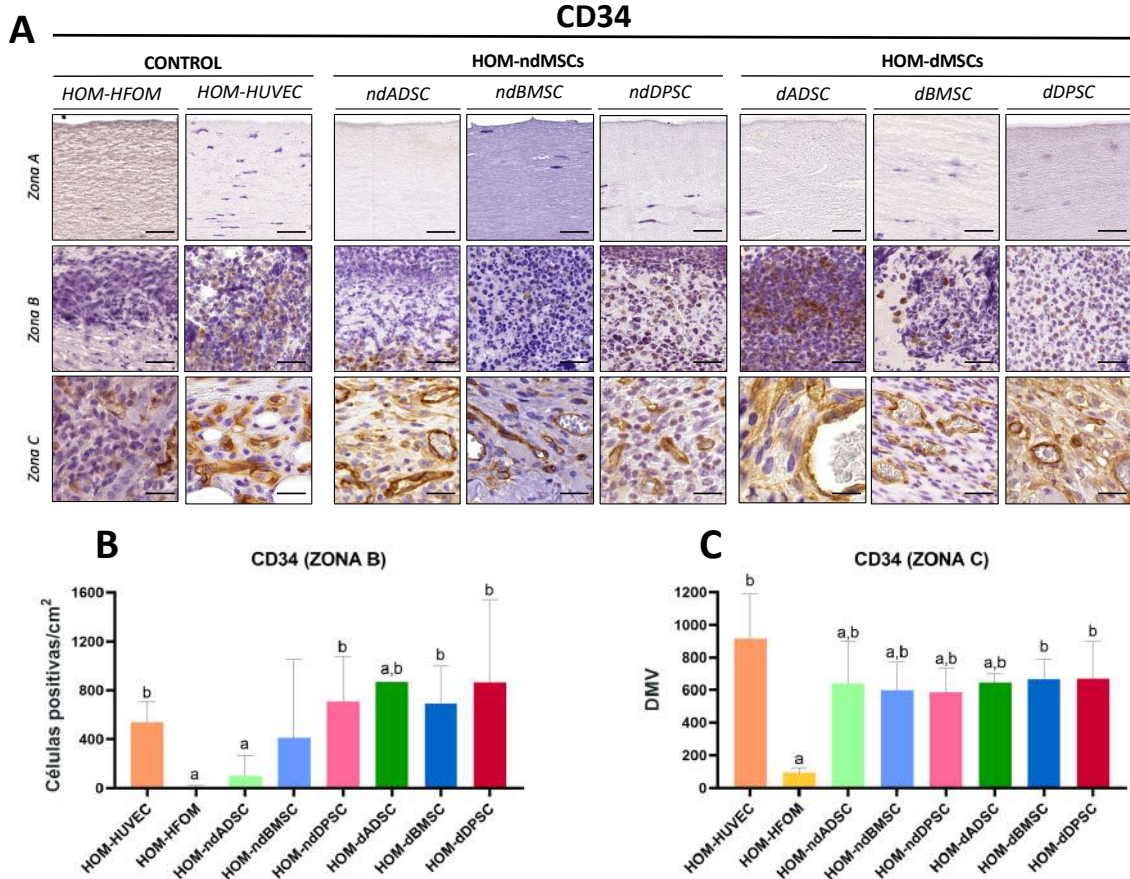 CD34
A
CONTROL HOM-ndMSCs HOM-dMSCs
HOM-HFOM HOM-HUVEC ndADSC ndBMSC ndDPSC dADSC dBMSC dDPSC
Zona A
Zona B
Zona C
B
CD34 (ZONA B)
Células positivas/cm²
1600
1200
800
400
0
b
a
a
b
a,b
b
b
HOM-HUVEC
HOM-HFOM
HOM-ndADSC
HOM-ndBMSC
HOM-ndDPSC
HOM-dADSC
HOM-dBMSC
HOM-dDPSC
C
CD34 (ZONA C)
DMV
1200
1000
800
600
400
200
0
b
a
a,b
a,b
a,b
a,b
b
b
HOM-HUVEC
HOM-HFOM
HOM-ndADSC
HOM-ndBMSC
HOM-ndDPSC
HOM-dADSC
HOM-dBMSC
HOM-dDPSC